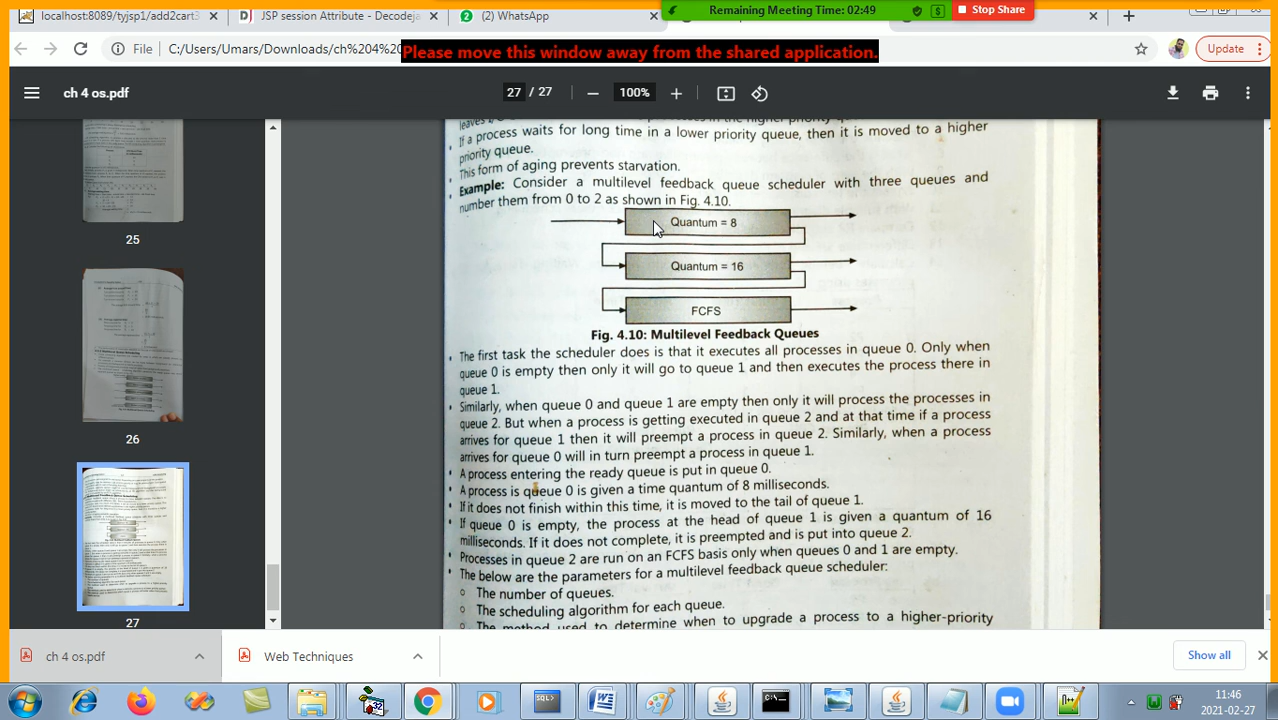 localhost:8089/tyjsp1/add2cart3
JSP session Attribute - Decodeja
(2) WhatsApp
Remaining Meeting Time: 02:49
Stop Share
Please move this window away from the shared application.
File
C:/Users/Umars/Downloads/ch%204%20
Update
ch 4 os.pdf
27 / 27
100%
If a process waits for long time in a lower priority queue, then it is moved to a higher
priority queue.
This form of aging prevents starvation.
Example: Consider a multilevel feedback queue scheduler with three queues and
number them from 0 to 2 as shown in Fig. 4.10.
Quantum = 8
Quantum = 16
FCFS
Fig. 4.10: Multilevel Feedback Queues
The first task the scheduler does is that it executes all processes in queue 0. Only when
queue 0 is empty then only it will go to queue 1 and then executes the process there in
queue 1.
Similarly, when queue 0 and queue 1 are empty then only it will process the processes in
queue 2. But when a process is getting executed in queue 2 and at that time if a process
arrives for queue 1 then it will preempt a process in queue 2. Similarly, when a process
arrives for queue 0 will in turn preempt a process in queue 1.
A process entering the ready queue is put in queue 0.
A process is queue 0 is given a time quantum of 8 milliseconds.
If it does not finish within this time, it is moved to the tail of queue 1.
If queue 0 is empty, the process at the head of queue 1 is given a quantum of 16
milliseconds. If it does not complete, it is preempted and is put into queue 2.
Processes in queue 2 are run on an FCFS basis only when queues 0 and 1 are empty.
The below are the parameters for a multilevel feedback queue scheduler:
The number of queues.
The scheduling algorithm for each queue.
The method used to determine when to upgrade a process to a higher-priority
25
26
27
ch 4 os.pdf
Web Techniques
Show all
11:46
2021-02-27